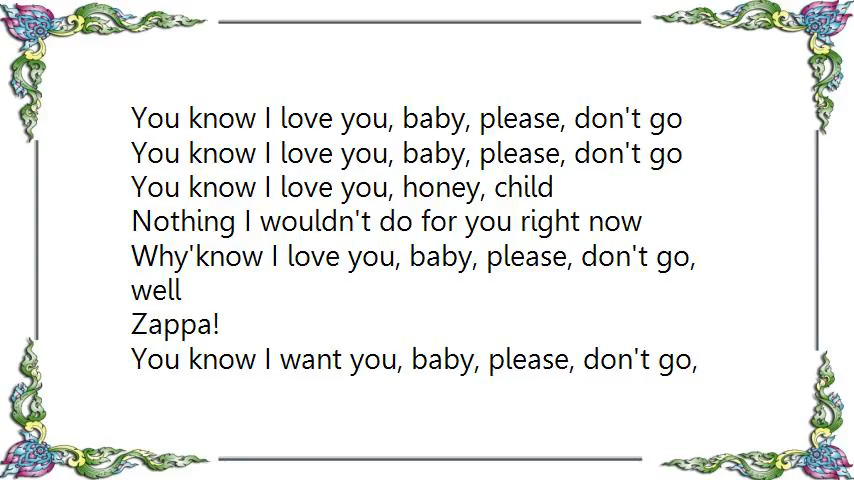 You know I love you, baby, please, don't go
You know I love you, baby, please, don't go
You know I love you, honey, child
Nothing I wouldn't do for you right now
Why'know I love you, baby, please, don't go,
well
Zappa!
You know I want you, baby, please, don't go,